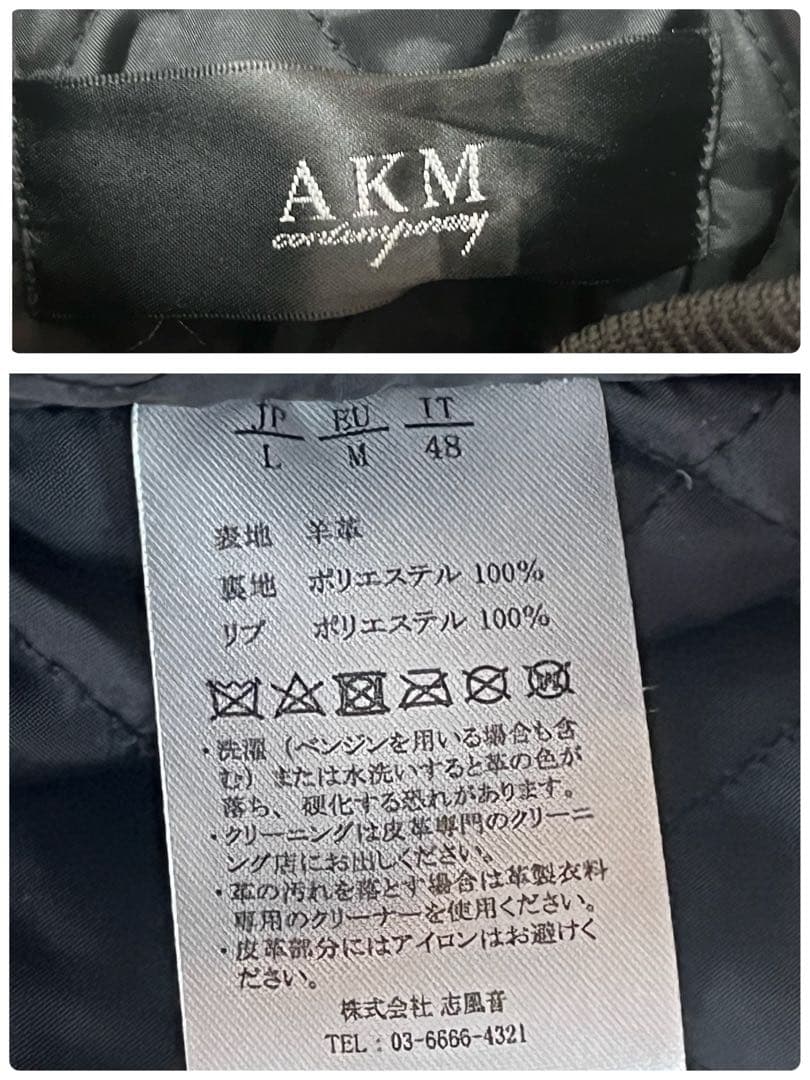 AKM
contemporary
JP EU IT
L M 48
表地 羊革
裏地 ポリエステル 100%
リブ ポリエステル 100%
・洗濯（ベンジンを用いる場合も含
む）または水洗いすると革の色が
落ち、硬化する恐れがあります。
・クリーニングは皮革専門のクリーニ
ング店にお出しください。
・革の汚れを落とす場合は革製衣料
専用のクリーナーを使用ください。
・皮革部分にはアイロンはお避けく
ださい。
株式会社 志風音
TEL：03-6666-4321